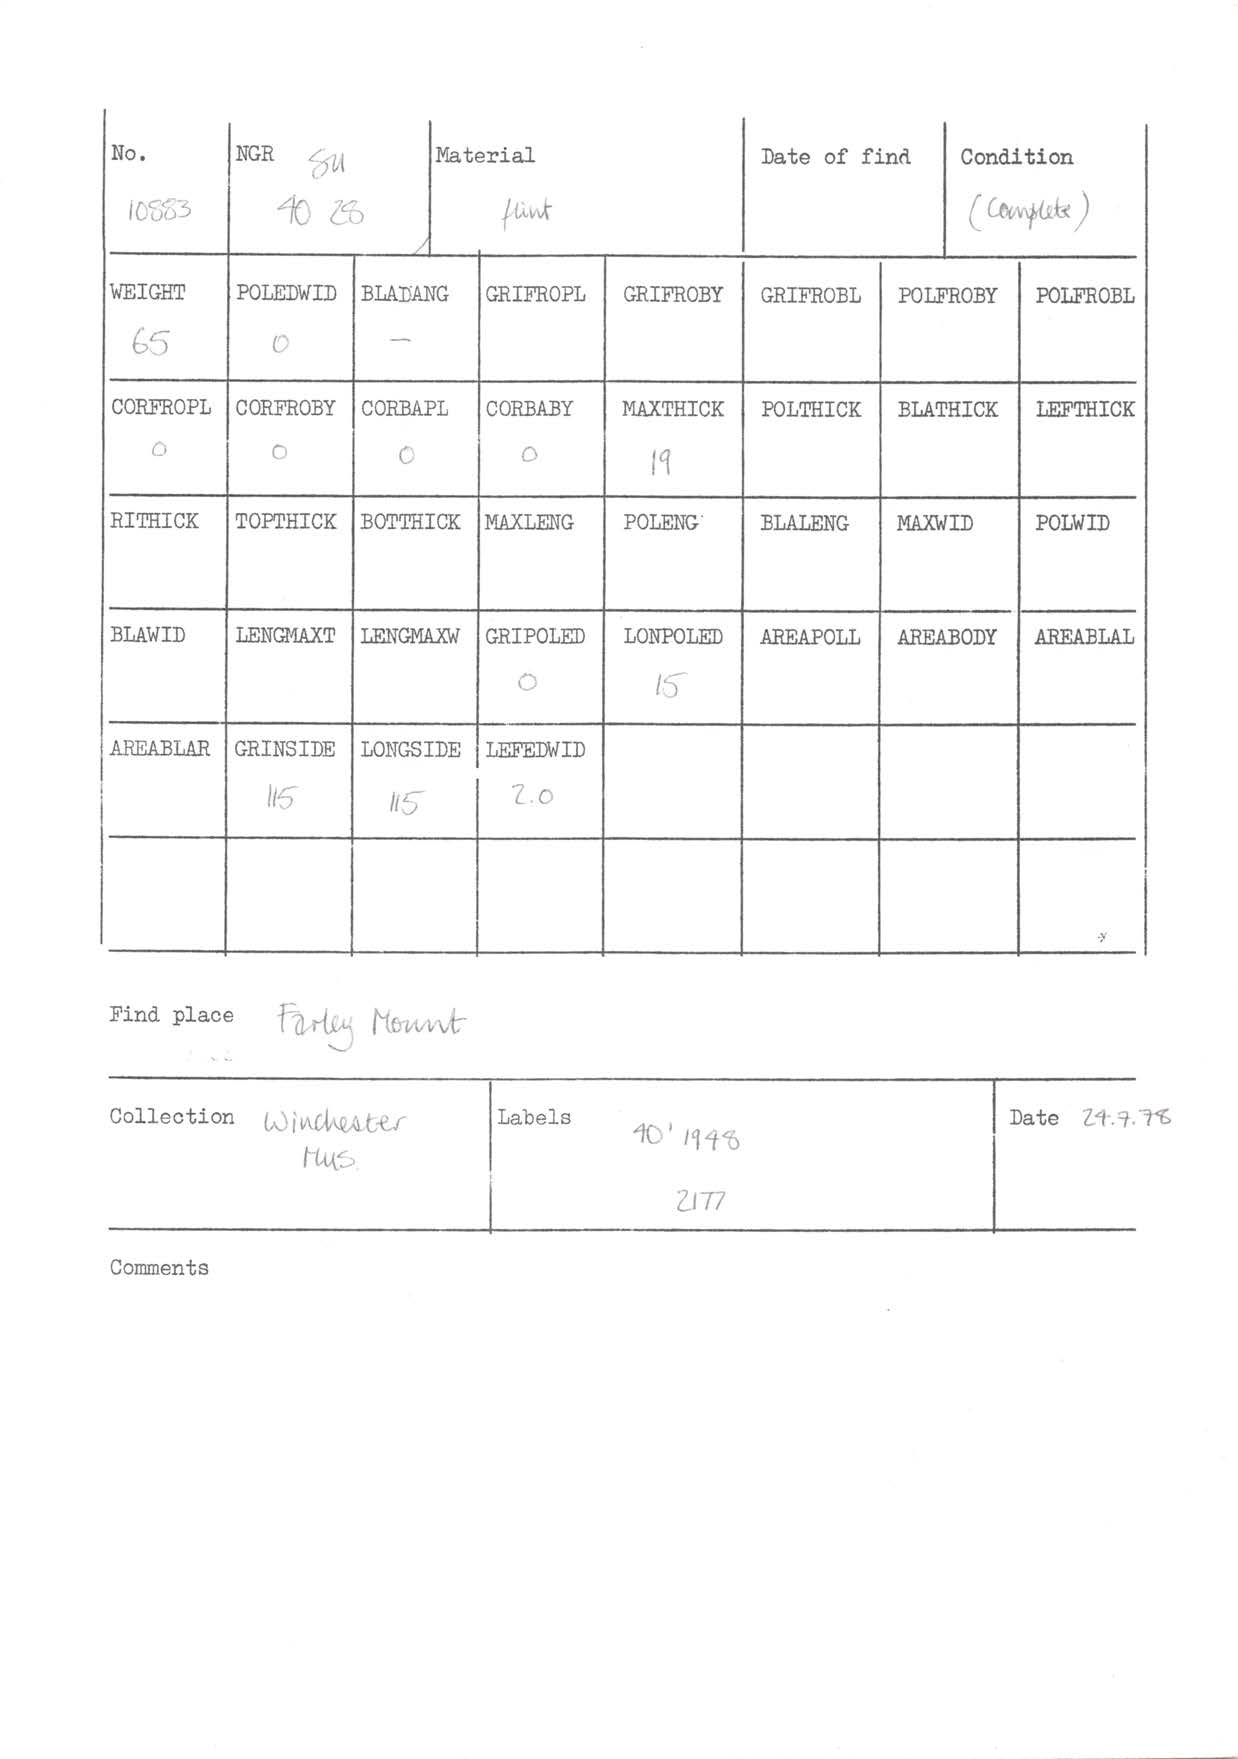 No. NGR SU Material Date of find Condition
10883 40 28 flint (Complete)
WEIGHT POLEDWID BLADANG GRIFROPL GRIFROBY GRIFROBL POLFROBY POLFROBL
65 0 —
CORFROPL CORFROBY CORBAPL CORBABY MAXTHICK POLTHICK BLATHICK LEFTHICK
0 0 0 0 19
RITHICK TOPTHICK BOTTHICK MAXLENG POLENG BLALENG MAXWID POLWID
BLAWID LENGMAXT LENGMAXW GRIPOLED LONPOLED AREAPOLL AREABODY AREABLAL
0 15
AREABLAR GRINSIDE LONGSIDE LEFEDWID
115 115 2.0
Find place Farley Mount
Collection Winchester Labels 40' 1948 Date 24.7.78
Mus.
2177
Comments